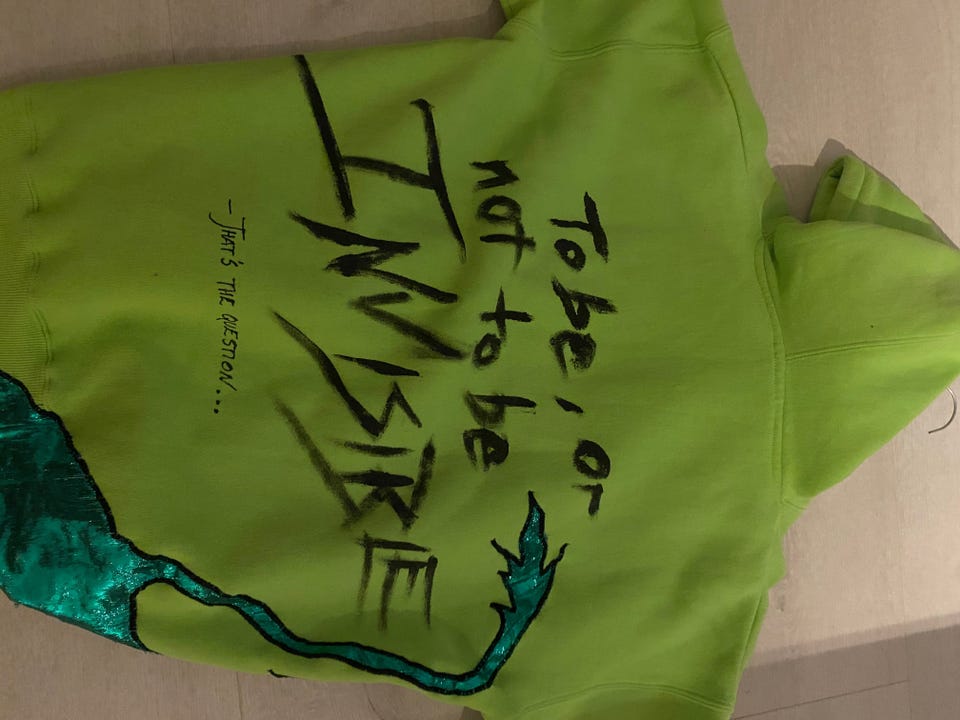 To be, or
not to be
INVISIBLE
- THAT'S THE QUESTION...